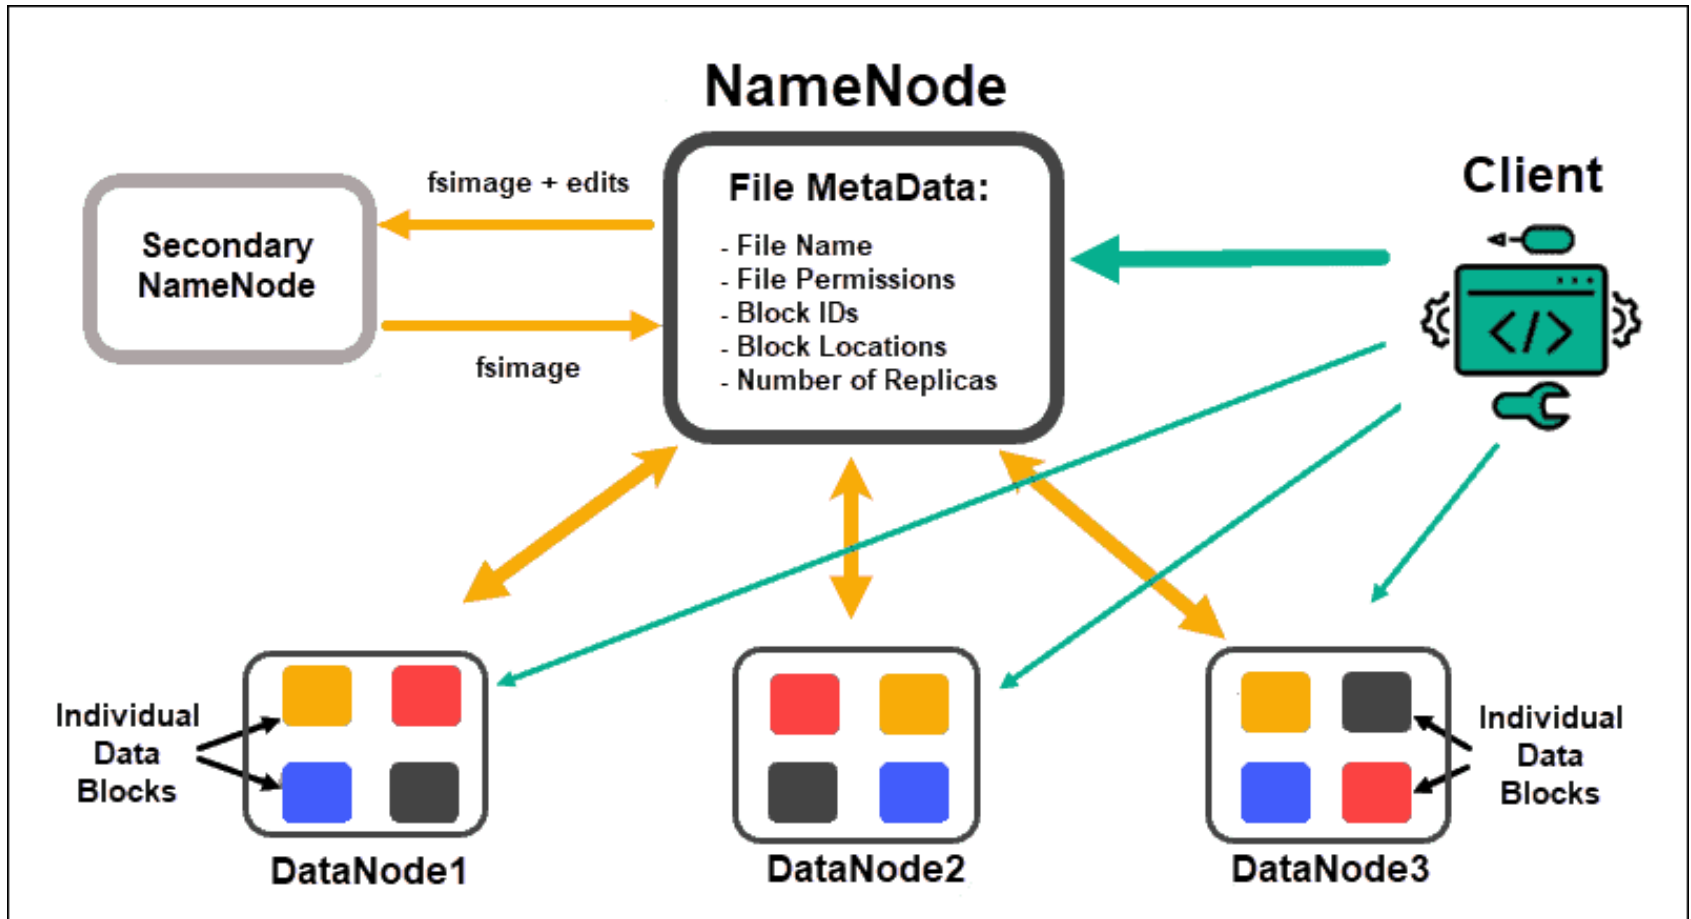 NameNode
File MetaData:
- File Name
- File Permissions
- Block IDs
- Block Locations
- Number of Replicas
fsimage + edits
Secondary
NameNode
fsimage
Client
</>
Individual
Data
Blocks
Individual
Data
Blocks
DataNode1
DataNode2
DataNode3